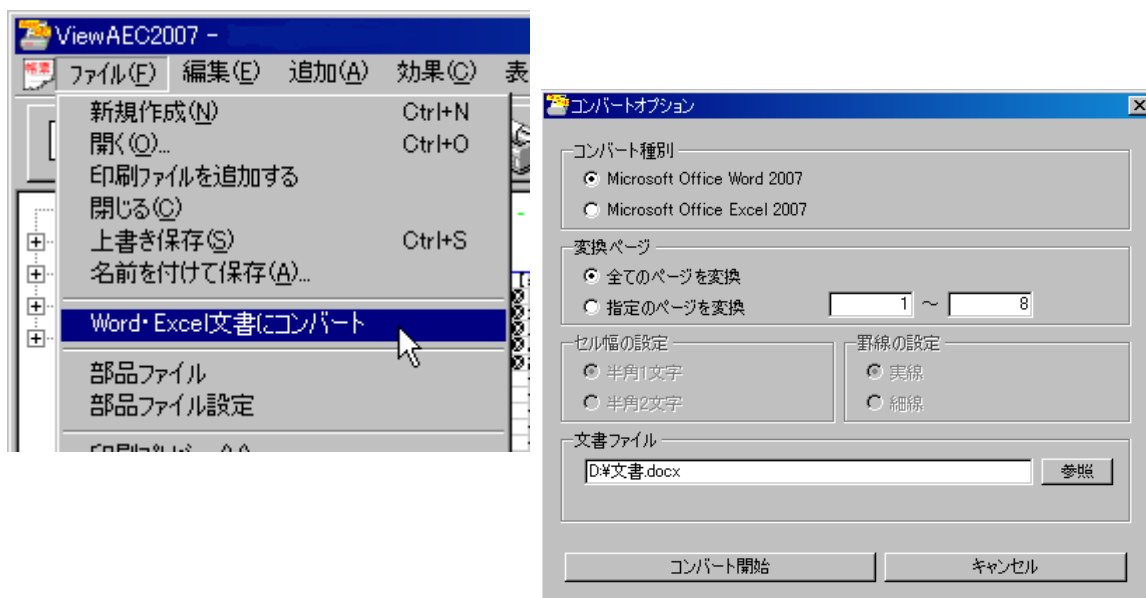 ViewAEC2007 -
帳票 ファイル(F) 編集(E) 追加(A) 効果(C) 表
新規作成(N) Ctrl+N
開く(O)... Ctrl+O
印刷ファイルを追加する
閉じる(C)
上書き保存(S) Ctrl+S
名前を付けて保存(A)...
Word・Excel文書にコンバート
部品ファイル
部品ファイル設定
コンバートオプション
コンバート種別
Microsoft Office Word 2007
Microsoft Office Excel 2007
変換ページ
全てのページを変換
指定のページを変換 1 ～ 8
セル幅の設定 罫線の設定
半角1文字 実線
半角2文字 細線
文書ファイル
D:¥文書.docx 参照
コンバート開始 キャンセル